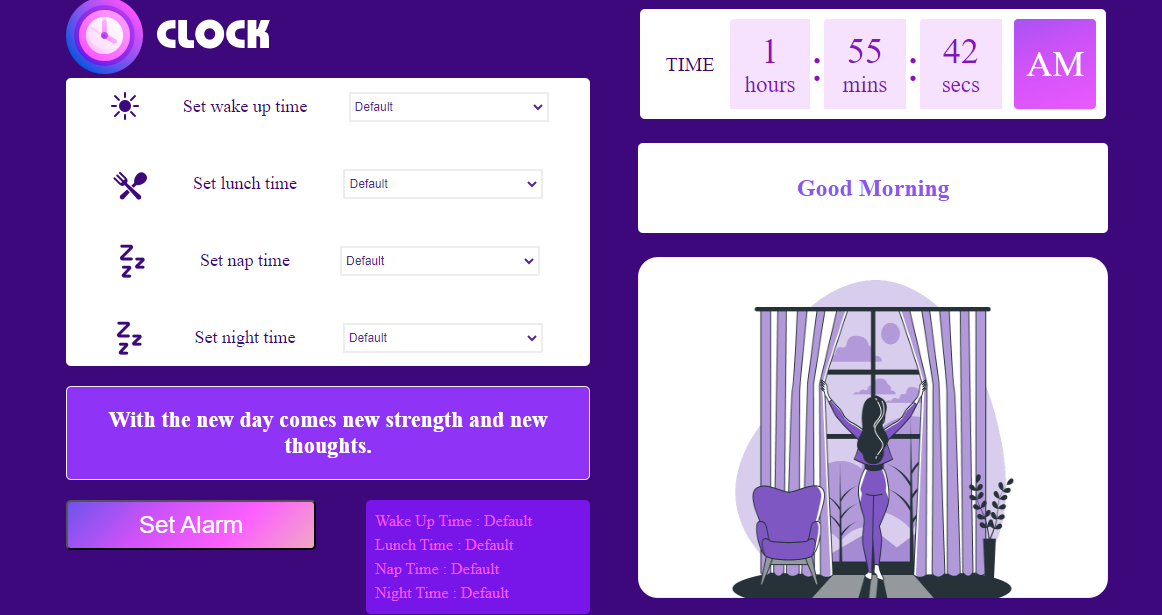 CLOCK
Set wake up time Default
Set lunch time Default
Set nap time Default
Set night time Default
With the new day comes new strength and new
thoughts.
Set Alarm
Wake Up Time : Default
Lunch Time : Default
Nap Time : Default
Night Time : Default
TIME 1 : 55 : 42 AM
hours mins secs
Good Morning